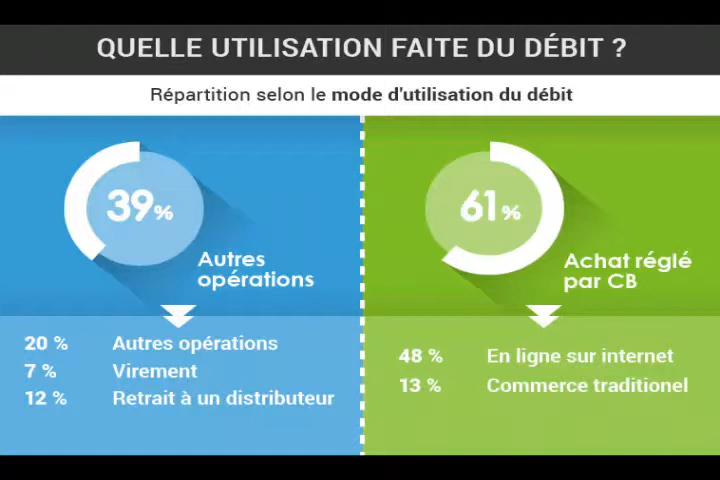 QUELLE UTILISATION FAITE DU DÉBIT ?
Répartition selon le mode d'utilisation du débit
39%
Autres
opérations
20 % Autres opérations
7 % Virement
12 % Retrait à un distributeur
61%
Achat réglé
par CB
48 % En ligne sur internet
13 % Commerce traditionel